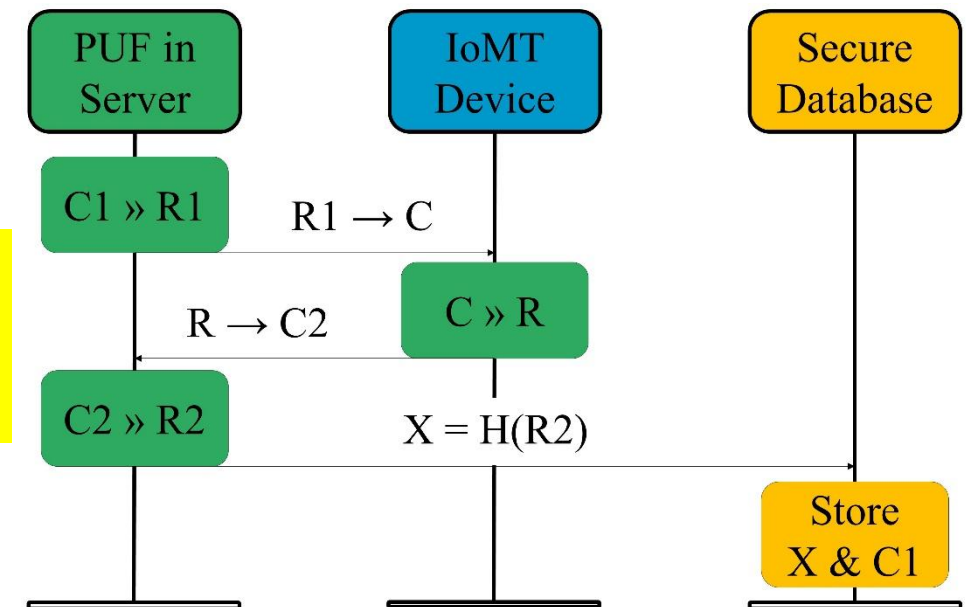 PUF in
Server
IoMT
Device
Secure
Database
C1 » R1
R1 → C
C » R
R → C2
C2 » R2
X = H(R2)
Store
X & C1